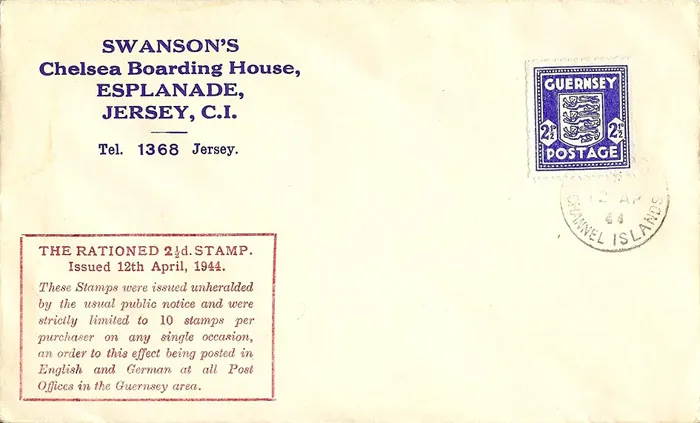 SWANSON'S
Chelsea Boarding House,
ESPLANADE,
JERSEY, C.I.
Tel. 1368 Jersey.
GUERNSEY
2½D 2½D
POSTAGE
12 AP
44
CHANNEL ISLANDS
THE RATIONED 2½d. STAMP.
Issued 12th April, 1944.
These Stamps were issued unheralded
by the usual public notice and were
strictly limited to 10 stamps per
purchaser on any single occasion,
an order to this effect being posted in
English and German at all Post
Offices in the Guernsey area.